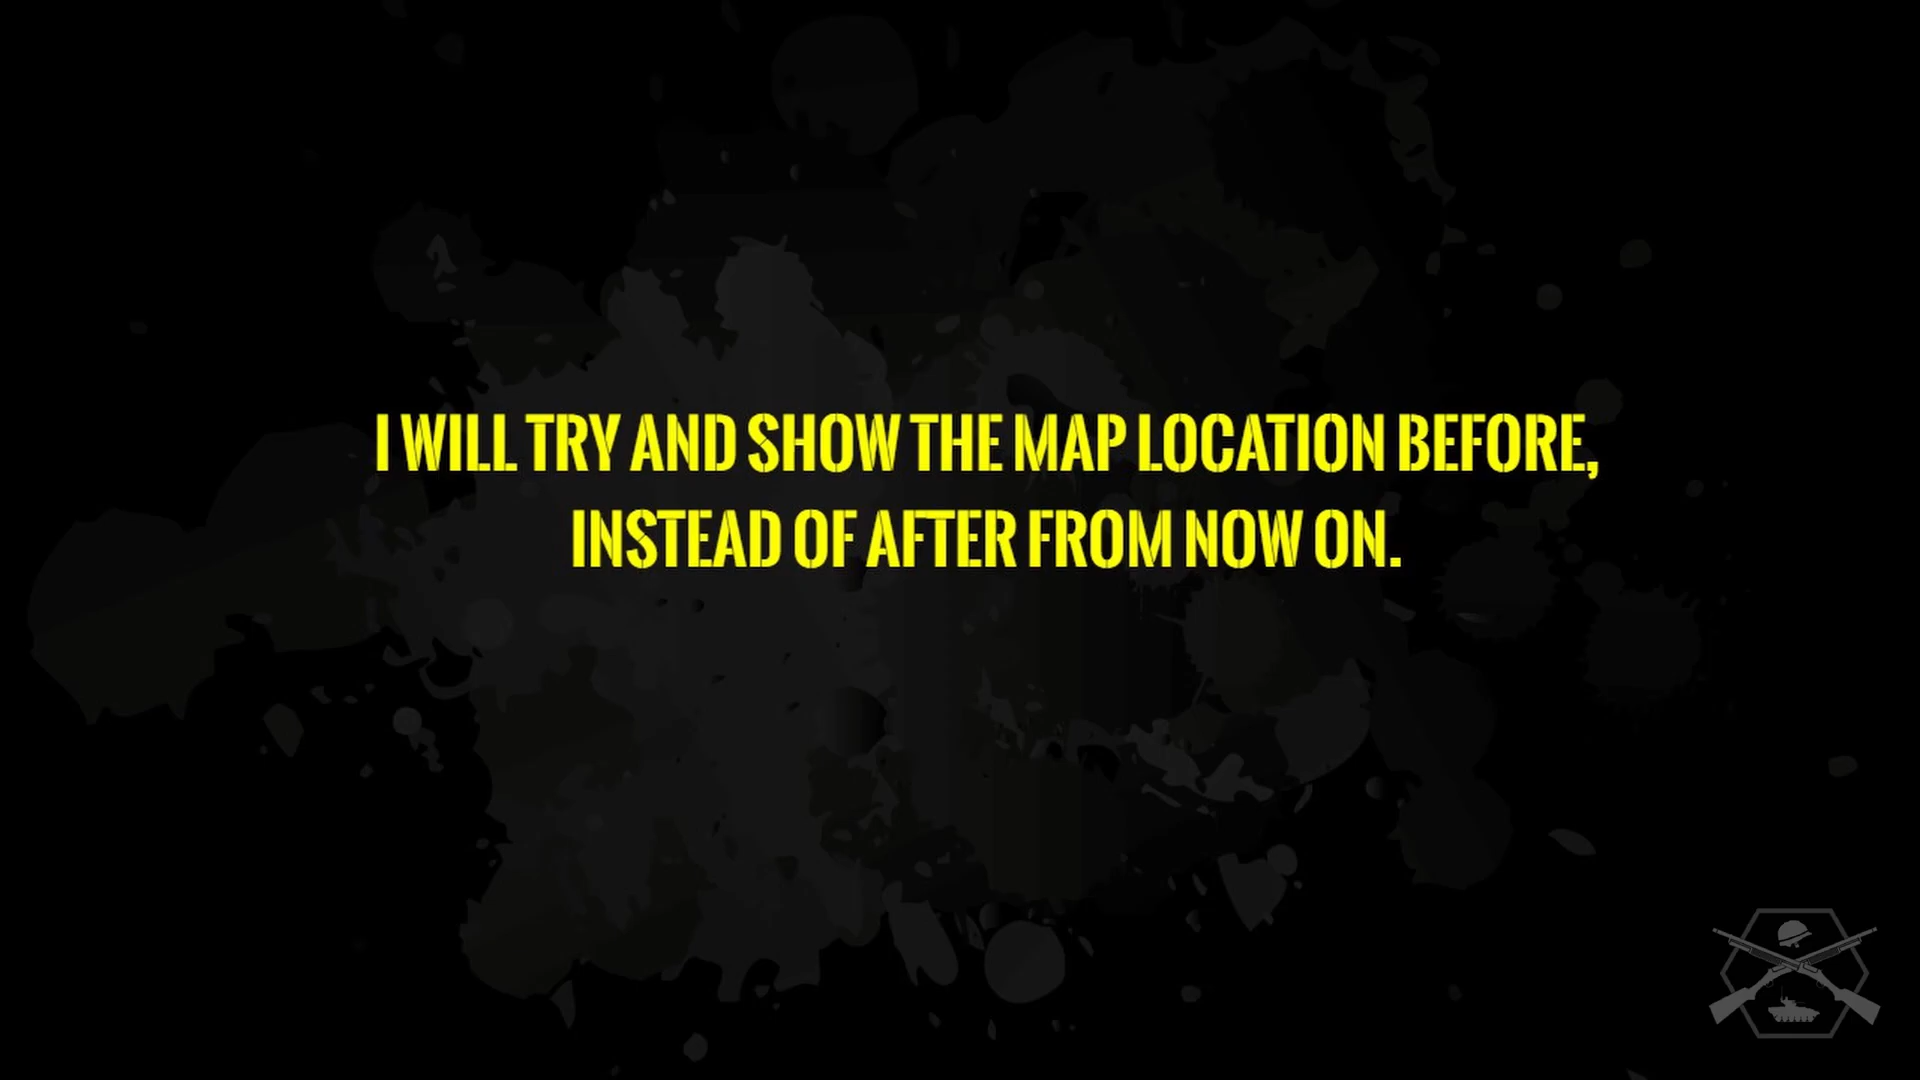 I WILL TRY AND SHOW THE MAP LOCATION BEFORE,
INSTEAD OF AFTER FROM NOW ON.